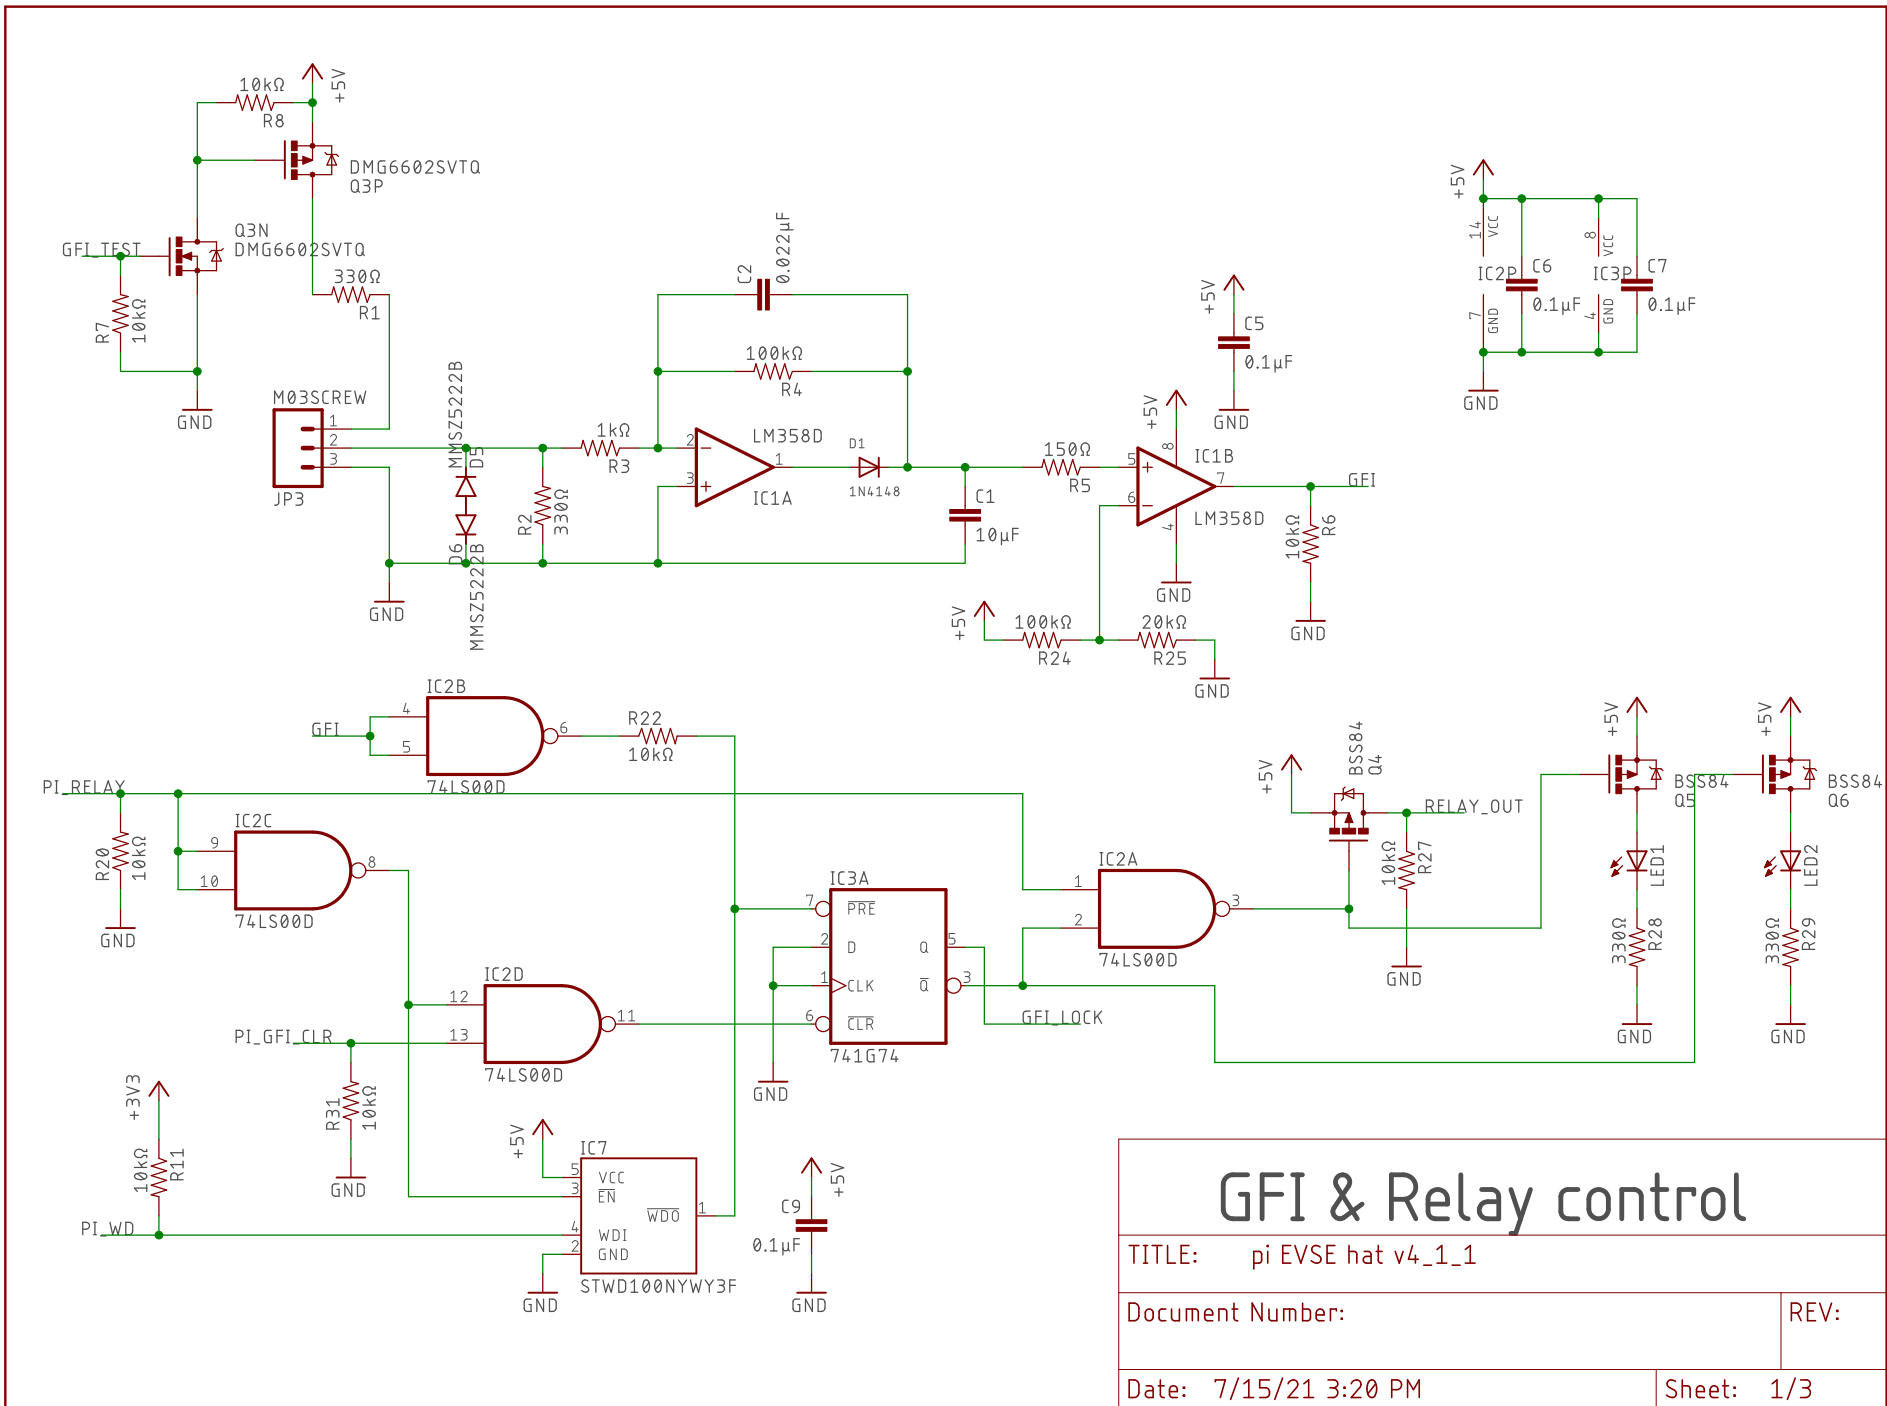 10kΩ
R8
+5V
DMG6602SVTQ
Q3P
Q3N
DMG6602SVTQ
GFI_TEST
R7
10kΩ
330Ω
R1
GND
M03SCREW
1
2
3
JP3
MMSZ5222B
D5
D6
MMSZ5222B
R2
330Ω
GND
1kΩ
R3
C2
0.022µF
100kΩ
R4
2
3
1
LM358D
IC1A
D1
1N4148
C1
10µF
150Ω
R5
+5V
C5
0.1µF
GND
+5V
8
5
6
7
4
IC1B
LM358D
GND
GFI
10kΩ
R6
GND
+5V
100kΩ
R24
20kΩ
R25
GND
+5V
14
VCC
8
VCC
IC2P
C6
0.1µF
IC3P
C7
0.1µF
7
GND
4
GND
GND
IC2B
GFI
4
5
6
74LS00D
R22
10kΩ
PI_RELAY
R20
10kΩ
GND
IC2C
9
10
8
74LS00D
IC2D
12
13
11
74LS00D
PI_GFI_CLR
R31
10kΩ
GND
+3V3
10kΩ
R11
PI_WD
IC3A
7
PRE
2
D
Q
5
1
CLK
Q
3
6
CLR
741G74
GND
GFI_LOCK
IC2A
1
2
3
74LS00D
+5V
BSS84
Q4
RELAY_OUT
10kΩ
R27
GND
+5V
BSS84
Q5
LED1
330Ω
R28
GND
+5V
BSS84
Q6
LED2
330Ω
R29
GND
+5V
IC7
5
VCC
3
EN
WDO
1
4
WDI
2
GND
STWD100NYWY3F
GND
+5V
C9
0.1µF
GND
GFI & Relay control
TITLE: pi EVSE hat v4_1_1
Document Number:
REV:
Date: 7/15/21 3:20 PM
Sheet: 1/3